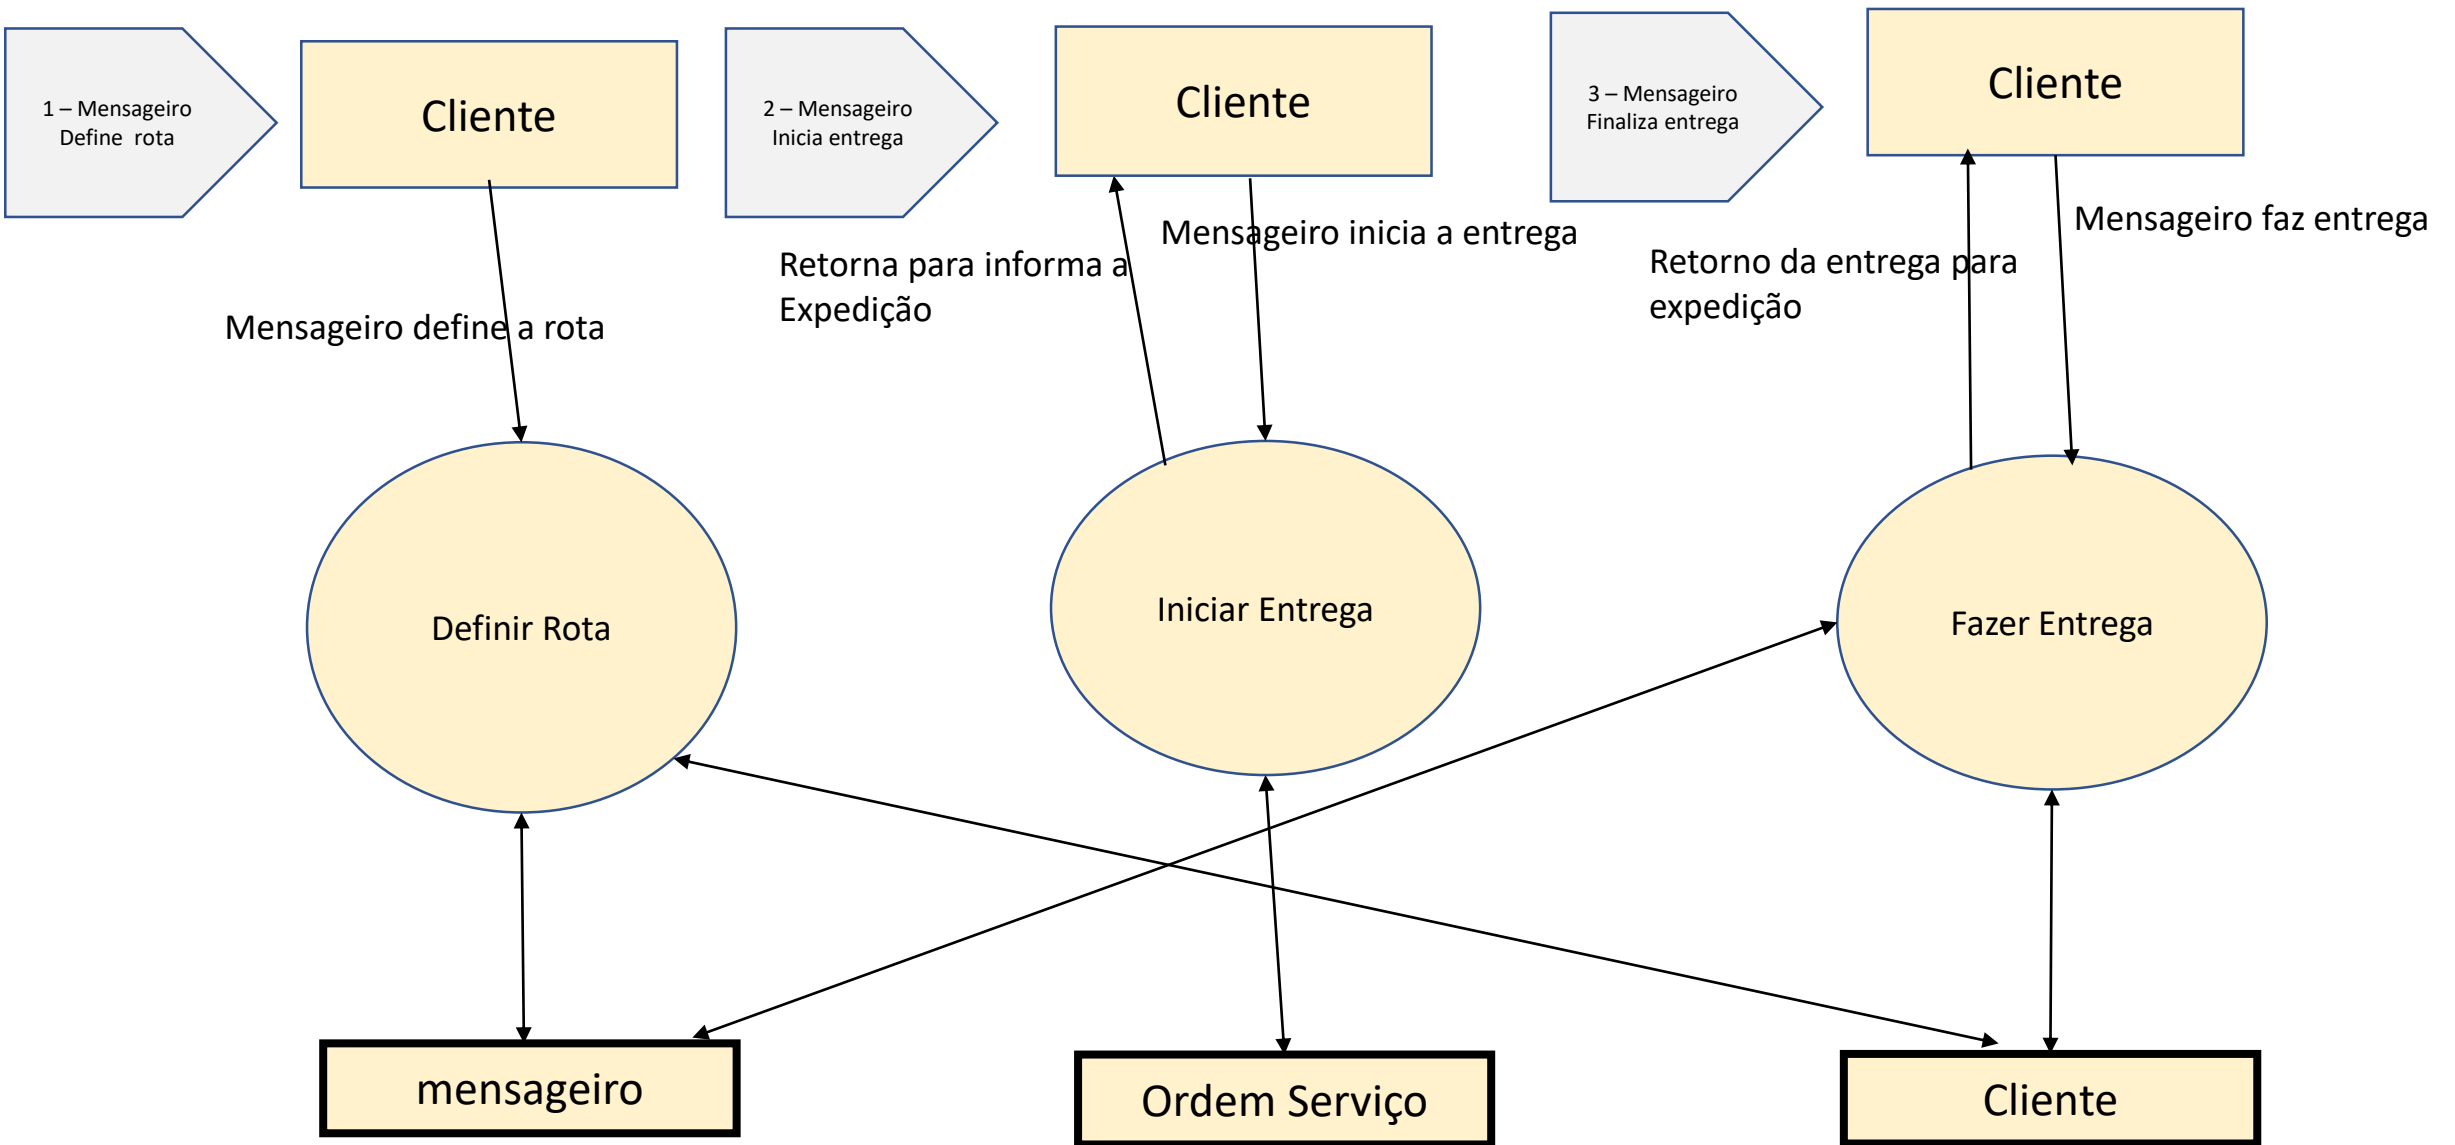 1 – Mensageiro
Define rota
Cliente
2 – Mensageiro
Inicia entrega
Cliente
3 – Mensageiro
Finaliza entrega
Cliente
Mensageiro define a rota
Retorna para informa a
Expedição
Mensageiro inicia a entrega
Retorno da entrega para
expedição
Mensageiro faz entrega
Definir Rota
Iniciar Entrega
Fazer Entrega
mensageiro
Ordem Serviço
Cliente